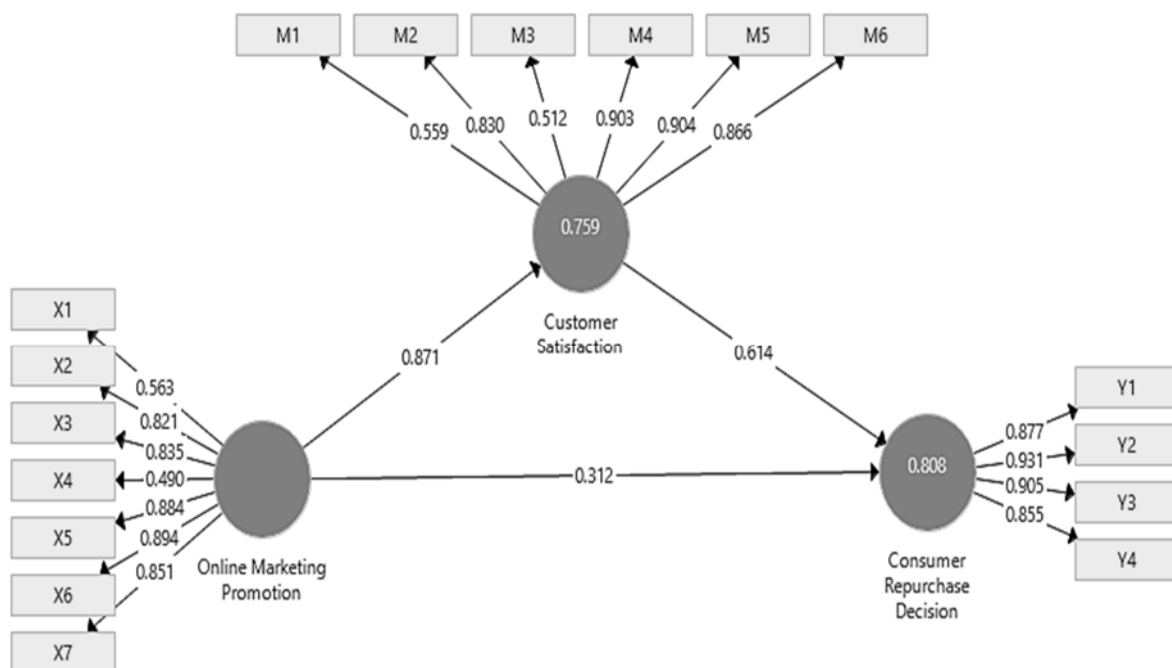 M1 M2 M3 M4 M5 M6
0.559 0.830 0.512 0.903 0.904 0.866
0.759
Customer
Satisfaction
0.871
0.614
X1
X2
X3
X4
X5
X6
X7
0.563
0.821
0.835
0.490
0.884
0.894
0.851
Online Marketing
Promotion
0.312
0.808
Consumer
Repurchase
Decision
0.877
0.931
0.905
0.855
Y1
Y2
Y3
Y4